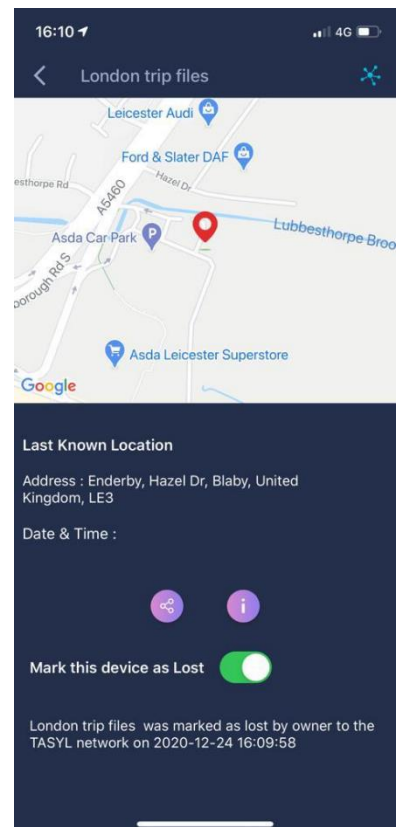 16:10
4G
London trip files
Leicester Audi
Ford & Slater DAF
esthorpe Rd
Hazel Dr
A5460
Lubbesthorpe Broo
Asda Car Park
P
orough Rd S
Asda Leicester Superstore
Google
Last Known Location
Address : Enderby, Hazel Dr, Blaby, United
Kingdom, LE3
Date & Time :
i
Mark this device as Lost
London trip files was marked as lost by owner to the
TASYL network on 2020-12-24 16:09:58